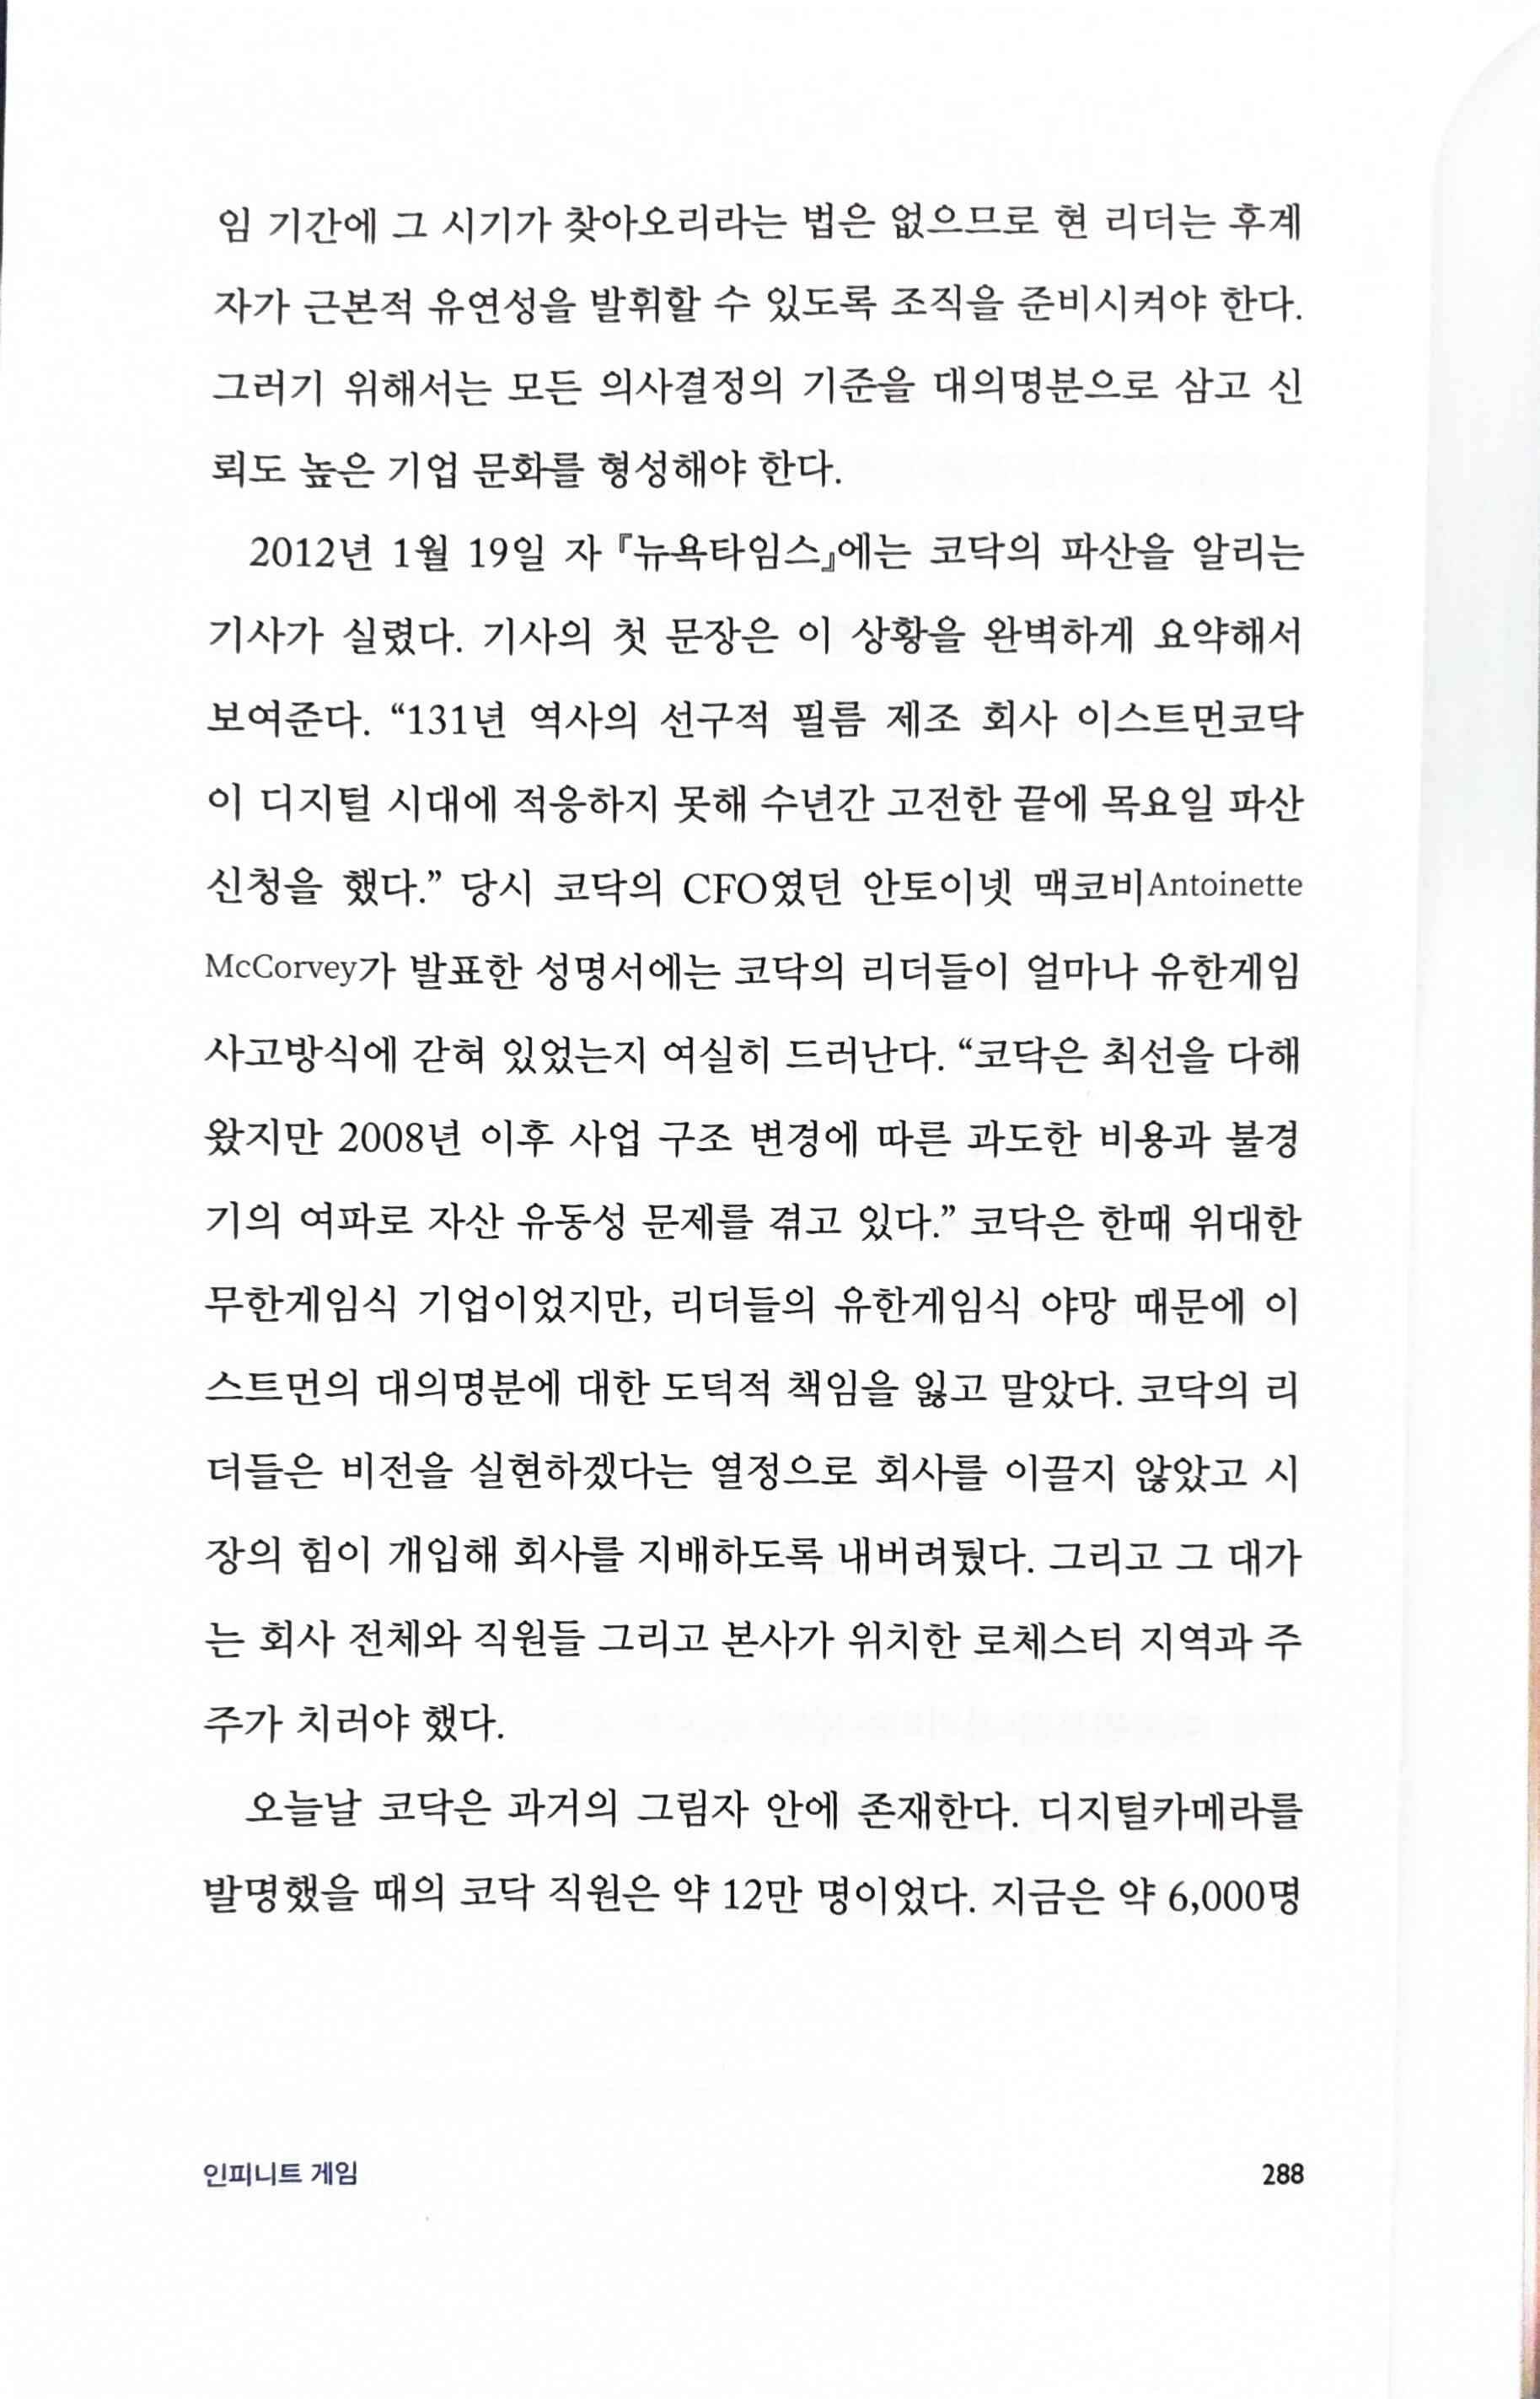 임 기간에 그 시기가 찾아오리라는 법은 없으므로 현 리더는 후계
자가 근본적 유연성을 발휘할 수 있도록 조직을 준비시켜야 한다.
그러기 위해서는 모든 의사결정의 기준을 대의명분으로 삼고 신
뢰도 높은 기업 문화를 형성해야 한다.
2012년 1월 19일 자 『뉴욕타임스』에는 코닥의 파산을 알리는
기사가 실렸다. 기사의 첫 문장은 이 상황을 완벽하게 요약해서
보여준다. “131년 역사의 선구적 필름 제조 회사 이스트먼코닥
이 디지털 시대에 적응하지 못해 수년간 고전한 끝에 목요일 파산
신청을 했다.” 당시 코닥의 CFO였던 안토이넷 맥코비Antoinette
McCorvey가 발표한 성명서에는 코닥의 리더들이 얼마나 유한게임
사고방식에 갇혀 있었는지 여실히 드러난다. “코닥은 최선을 다해
왔지만 2008년 이후 사업 구조 변경에 따른 과도한 비용과 불경
기의 여파로 자산 유동성 문제를 겪고 있다.” 코닥은 한때 위대한
무한게임식 기업이었지만, 리더들의 유한게임식 야망 때문에 이
스트먼의 대의명분에 대한 도덕적 책임을 잃고 말았다. 코닥의 리
더들은 비전을 실현하겠다는 열정으로 회사를 이끌지 않았고 시
장의 힘이 개입해 회사를 지배하도록 내버려뒀다. 그리고 그 대가
는 회사 전체와 직원들 그리고 본사가 위치한 로체스터 지역과 주
주가 치러야 했다.
오늘날 코닥은 과거의 그림자 안에 존재한다. 디지털카메라를
발명했을 때의 코닥 직원은 약 12만 명이었다. 지금은 약 6,000명
인피니트 게임
288